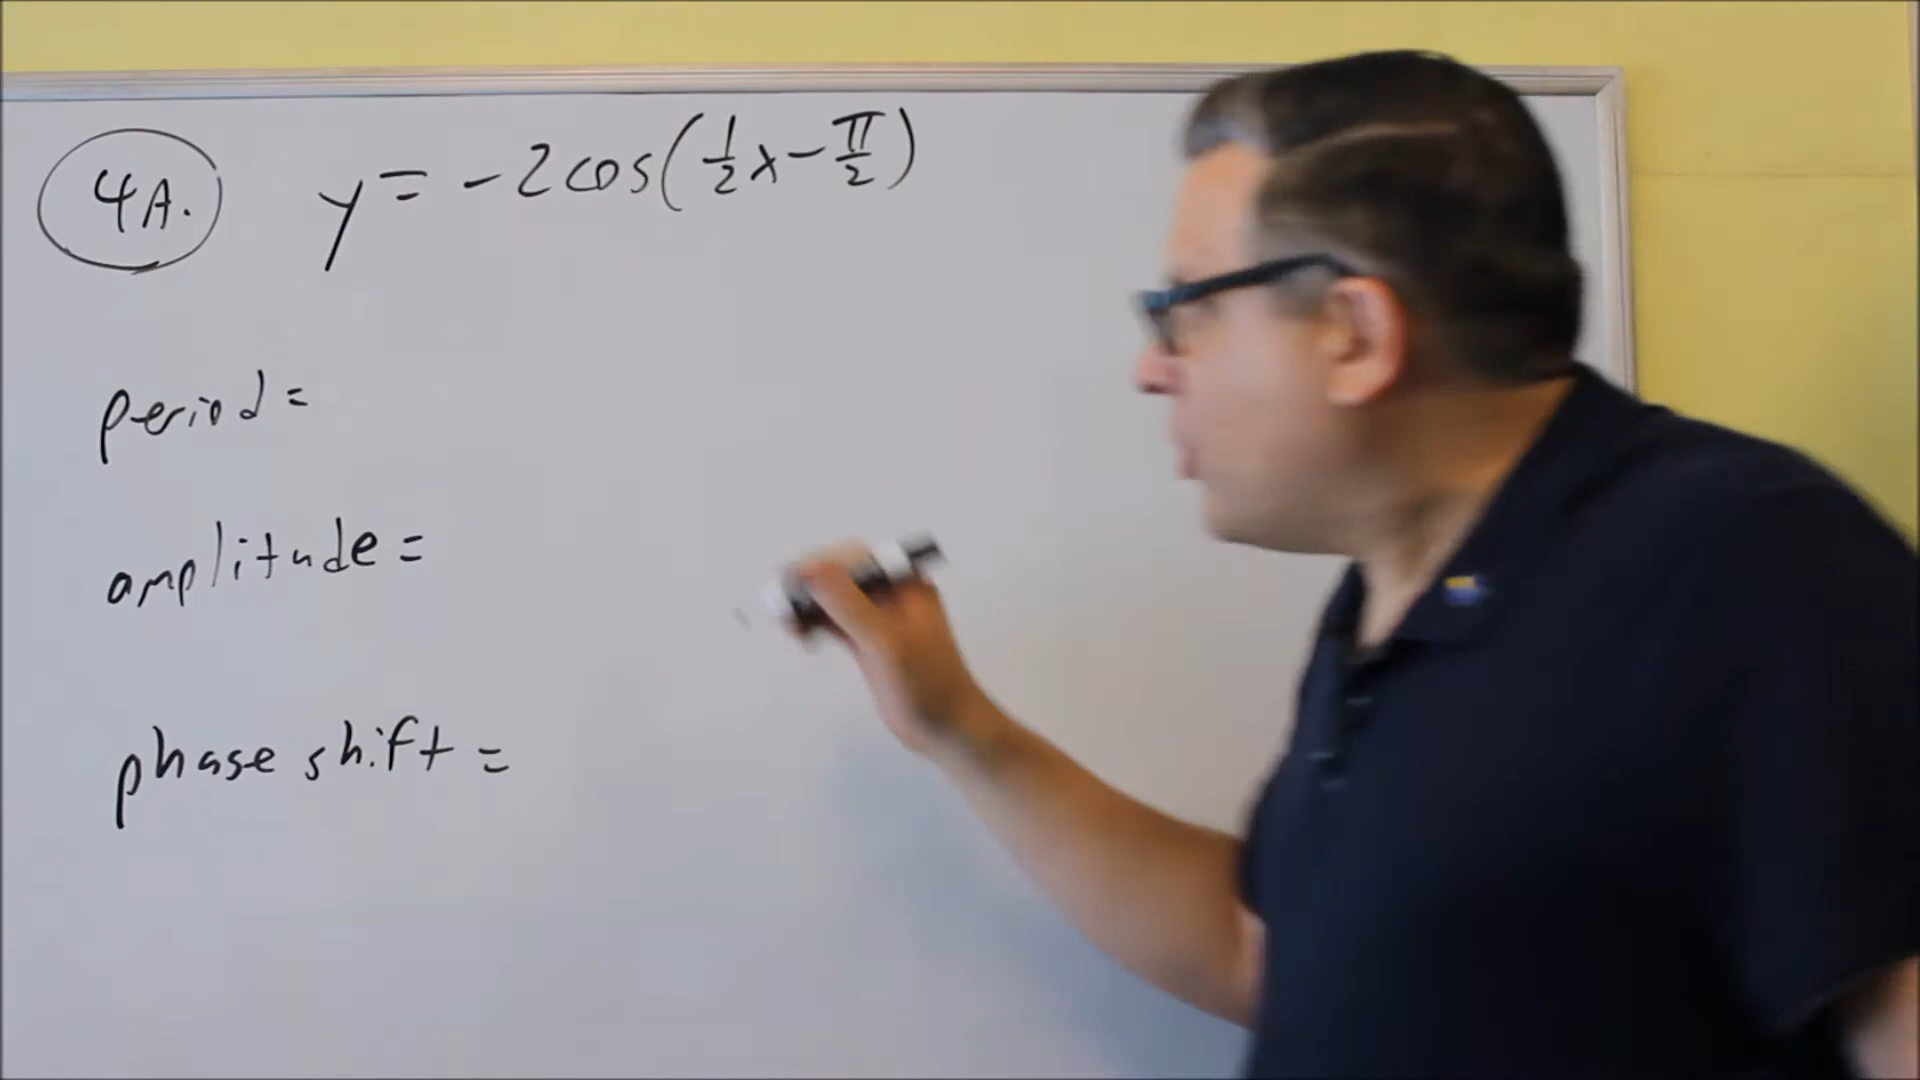 4A. y = -2cos(1/2x - π/2)
period =
amplitude =
phase shift =